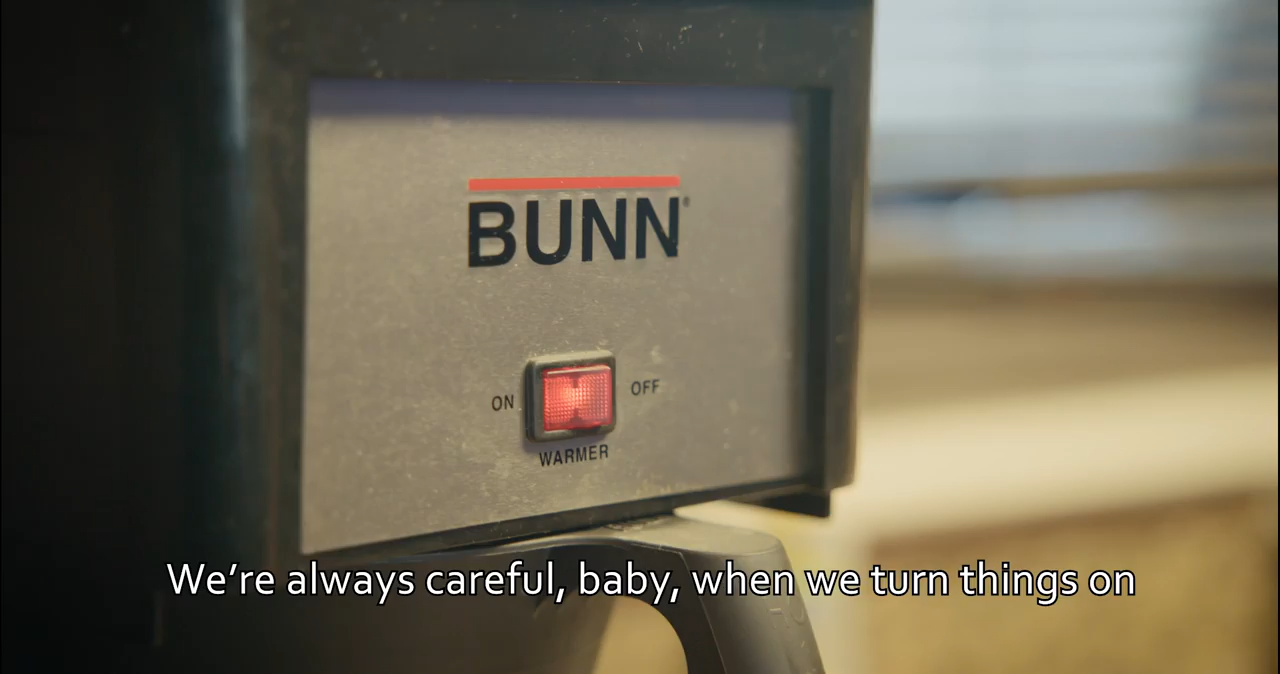 BUNN®
ON OFF
WARMER
We’re always careful, baby, when we turn things on